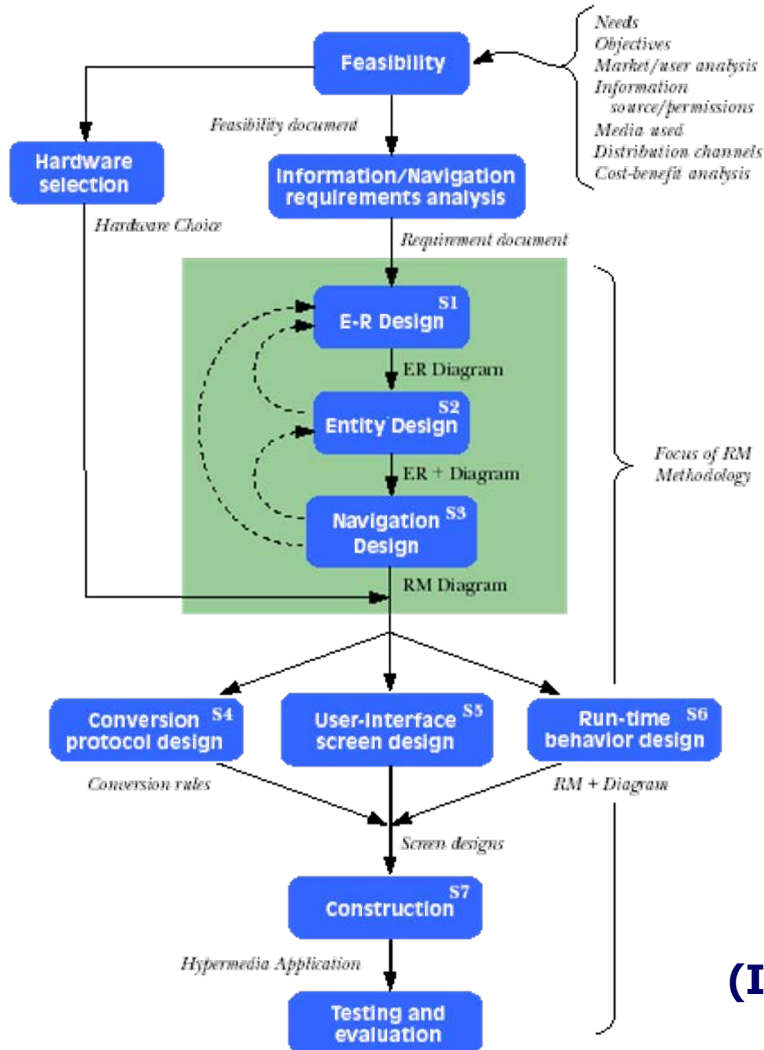 Needs
Objectives
Market/user analysis
Information
source/permissions
Media used
Distribution channels
Cost-benefit analysis
Feasibility
Feasibility document
Hardware
selection
Information/Navigation
requirements analysis
Hardware Choice
Requirement document
S1
E-R Design
ER Diagram
S2
Entity Design
ER + Diagram
Focus of RM
Methodology
Navigation S3
Design
RM Diagram
Conversion S4
protocol design
User-interface S5
screen design
Run-time S6
behavior design
Conversion rules
RM + Diagram
Screen designs
S7
Construction
Hypermedia Application
(I
Testing and
evaluation